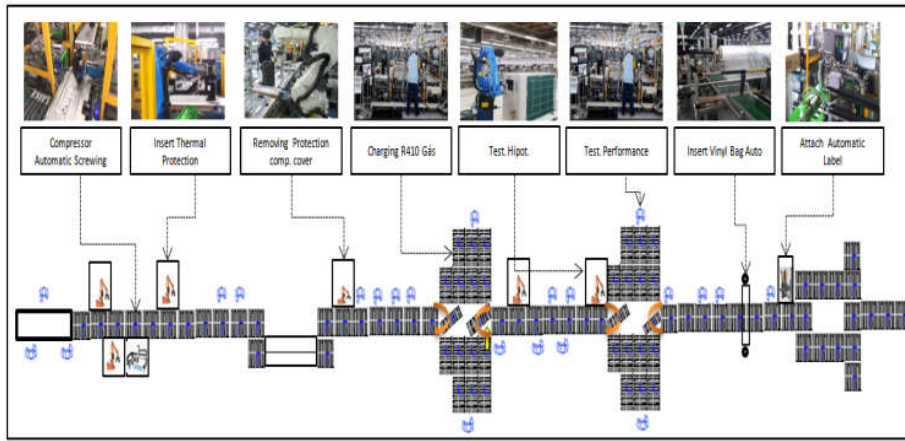 Compressor
Automatic Screwing
Insert Thermal
Protection
Removing Protection
comp. cover
Charging R410 Gás
Test. Hipot.
Test. Performance
Insert Vinyl Bag Auto
Attach Automatic
Label